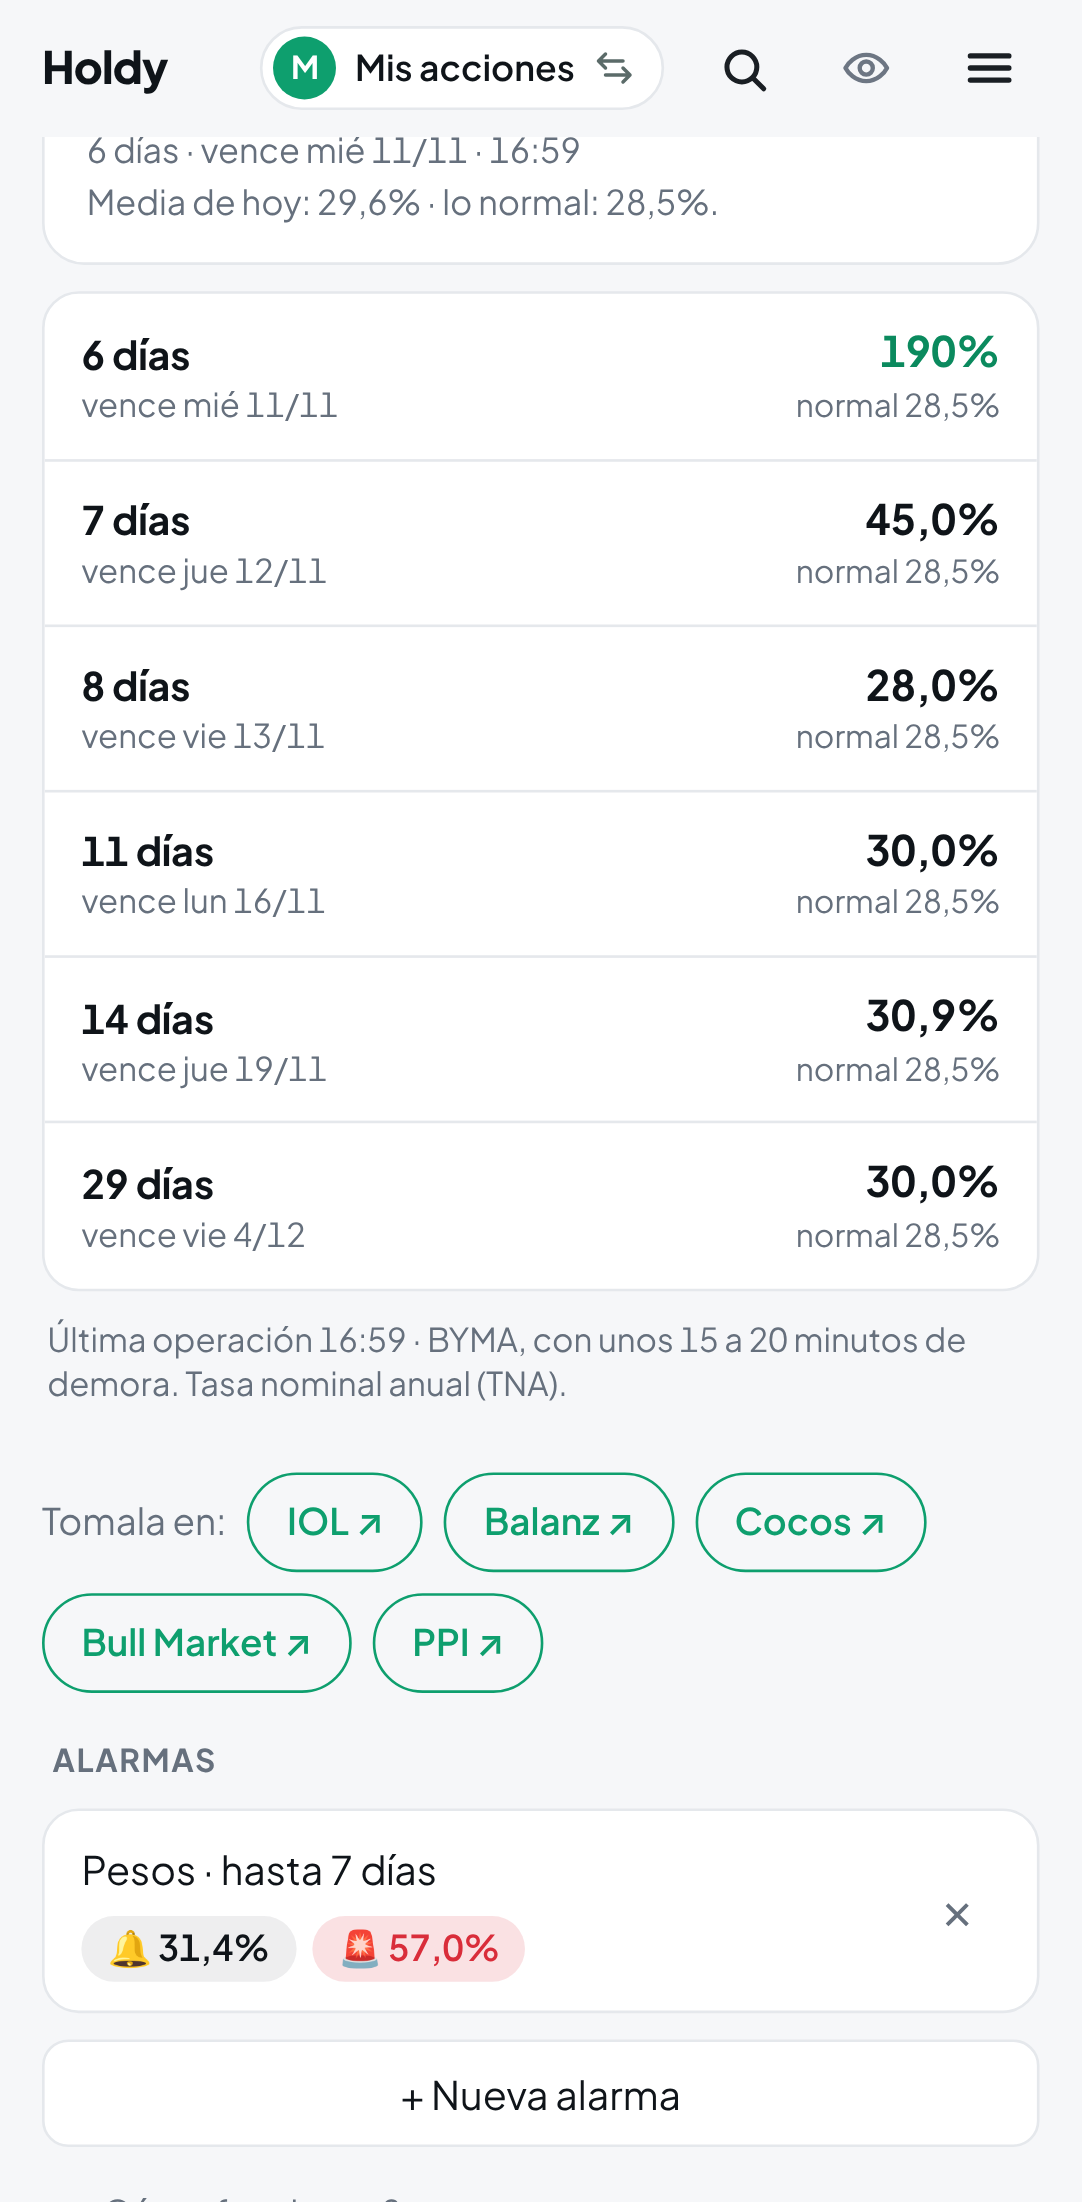 Holdy
M Mis acciones
6 días · vence mié 11/11 · 16:59
Media de hoy: 29,6% · lo normal: 28,5%.
6 días 190%
vence mié 11/11 normal 28,5%
7 días 45,0%
vence jue 12/11 normal 28,5%
8 días 28,0%
vence vie 13/11 normal 28,5%
11 días 30,0%
vence lun 16/11 normal 28,5%
14 días 30,9%
vence jue 19/11 normal 28,5%
29 días 30,0%
vence vie 4/12 normal 28,5%
Última operación 16:59 · BYMA, con unos 15 a 20 minutos de
demora. Tasa nominal anual (TNA).
Tomala en: IOL ↗ Balanz ↗ Cocos ↗
Bull Market ↗ PPI ↗
ALARMAS
Pesos · hasta 7 días
🔔 31,4% 🚨 57,0%
+ Nueva alarma